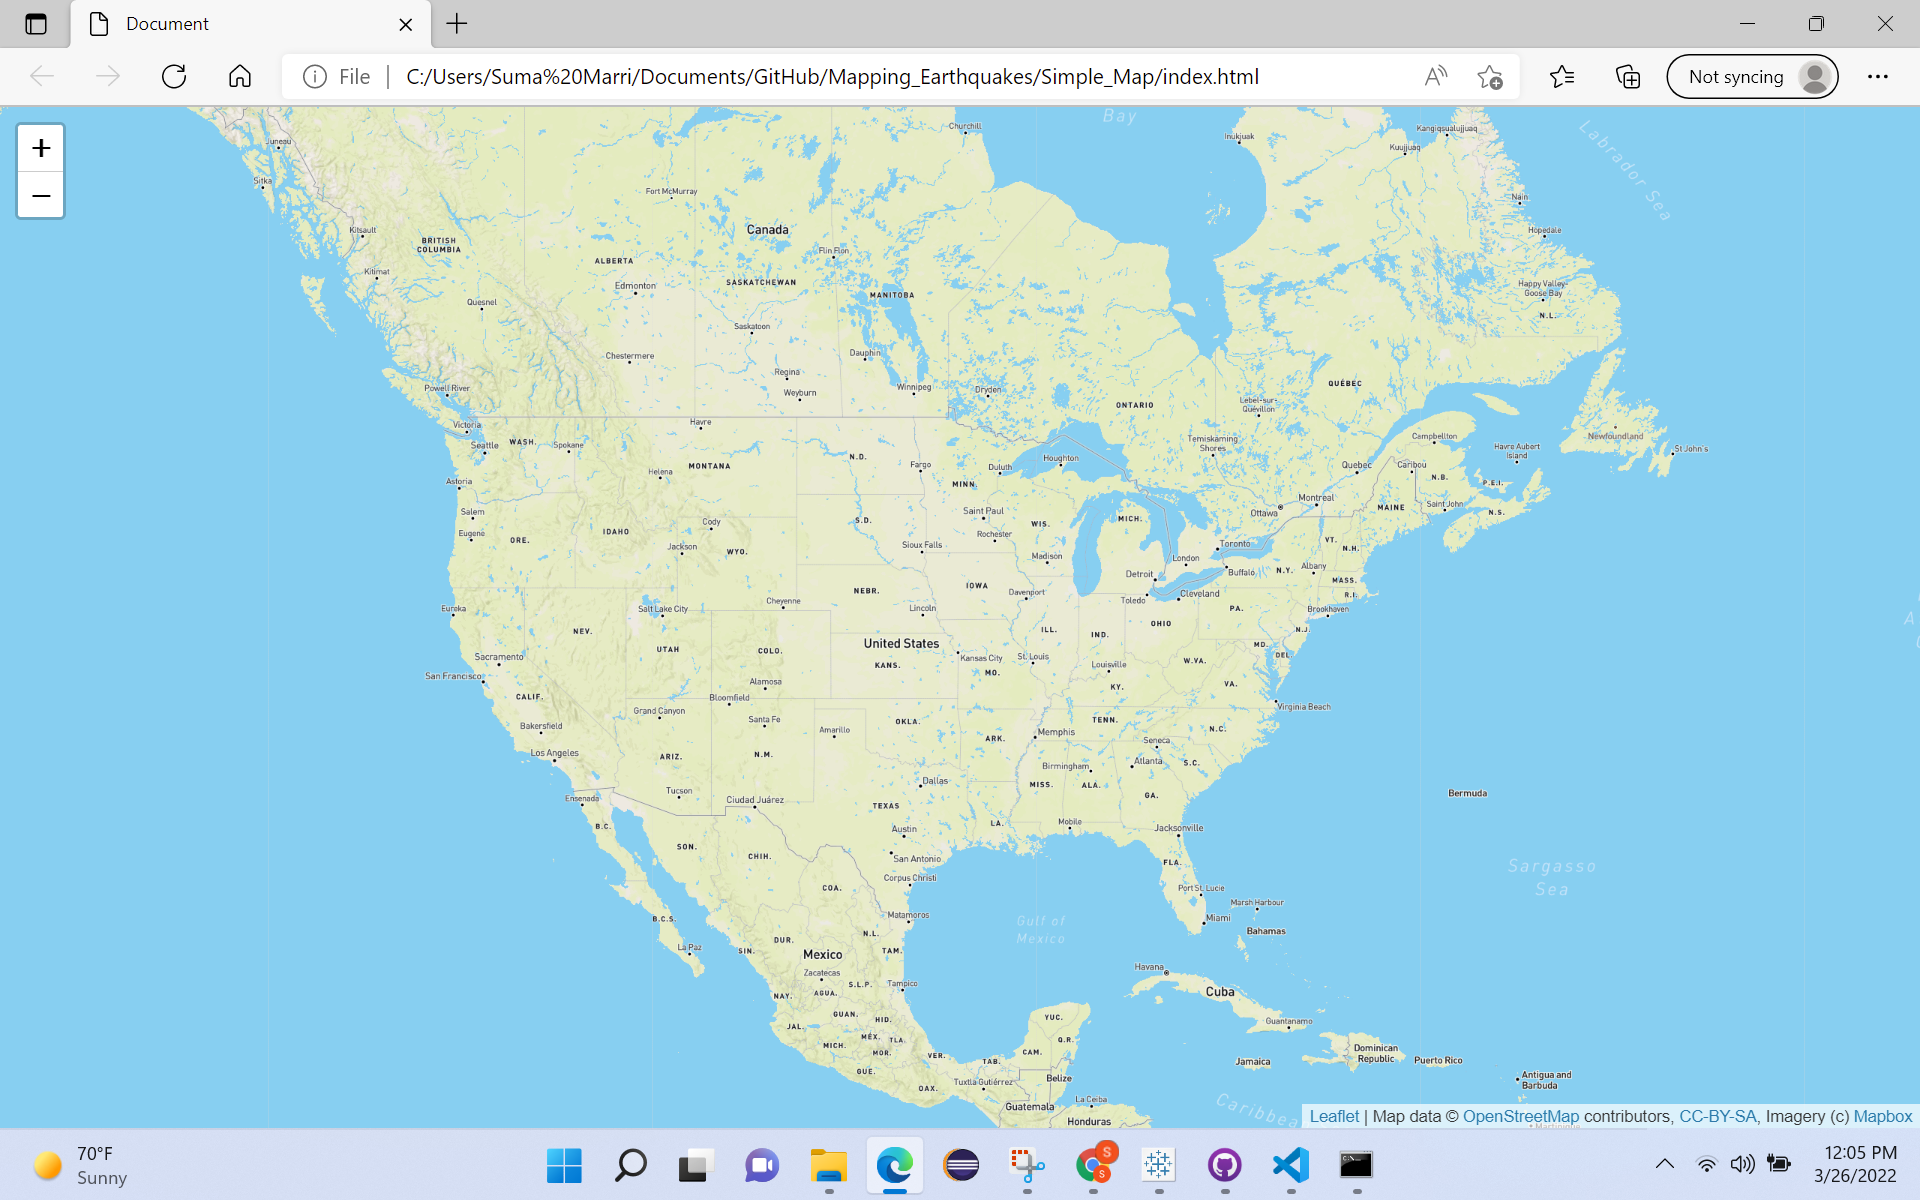 Document
File
C:/Users/Suma%20Marri/Documents/GitHub/Mapping_Earthquakes/Simple_Map/index.html
Not syncing
+
−
Bay
Labrador Sea
Juneau
Sitka
Churchill
Inukjuak
Kangiqsualujjuaq
Kuujjuaq
Fort McMurray
Nain
Kitsault
Canada
Hopedale
BRITISH
COLUMBIA
Flin Flon
ALBERTA
Kitimat
Edmonton
SASKATCHEWAN
MANITOBA
Happy Valley-
Goose Bay
Quesnel
N.L.
Saskatoon
Chestermere
Dauphin
Regina
Powell River
Weyburn
Winnipeg
Dryden
QUÉBEC
ONTARIO
Lebel-sur-
Quévillon
Victoria
Havre
Seattle
WASH.
Spokane
Temiskaming
Shores
Campbellton
Newfoundland
Havre Aubert
Island
St John's
Helena
MONTANA
N.D.
Fargo
Duluth
Houghton
Quebec
Caribou
N.B.
P.E.I.
Astoria
MINN.
Salem
Cody
S.D.
Saint Paul
WIS.
MICH.
Ottawa
Montreal
MAINE
Saint John
N.S.
Eugene
ORE.
IDAHO
Jackson
WYO.
Sioux Falls
Rochester
Madison
Toronto
London
VT.
N.H.
Detroit
Buffalo
N.Y.
Albany
MASS.
IOWA
NEBR.
Davenport
Toledo
Cleveland
R.I.
Eureka
Salt Lake City
Cheyenne
Lincoln
Brookhaven
PA.
NEV.
ILL.
IND.
OHIO
N.J.
United States
UTAH
COLO.
KANS.
Kansas City
St. Louis
MO.
Louisville
W.VA.
MD.
DEL.
Sacramento
San Francisco
CALIF.
Alamosa
Bloomfield
KY.
VA.
Grand Canyon
Santa Fe
Virginia Beach
Bakersfield
Amarillo
OKLA.
TENN.
N.C.
Los Angeles
ARIZ.
N.M.
ARK.
Memphis
Seneca
Birmingham
Atlanta
S.C.
Dallas
MISS.
ALA.
GA.
Bermuda
Ensenada
Tucson
Ciudad Juárez
TEXAS
B.C.
Austin
LA.
Mobile
Jacksonville
SON.
CHIH.
San Antonio
FLA.
Sargasso
Sea
COA.
Corpus Christi
Port St. Lucie
Marsh Harbour
B.C.S.
Matamoros
Gulf of
Mexico
Miami
Bahamas
La Paz
SIN.
DUR.
N.L.
Mexico
TAM.
Zacatecas
Havana
NAY.
AGUA.
S.L.P.
Tampico
Cuba
JAL.
GUAN.
HID.
YUC.
Guantanamo
MÉX.
TLA.
Q.R.
MICH.
MOR.
VER.
TAB.
CAM.
Jamaica
Dominican
Republic
Puerto Rico
GUE.
OAX.
Tuxtla Gutiérrez
Belize
Antigua and
Barbuda
Guatemala
La Ceiba
Honduras
Caribbea
Leaflet | Map data © OpenStreetMap contributors, CC-BY-SA, Imagery (c) Mapbox
70°F
Sunny
12:05 PM
3/26/2022